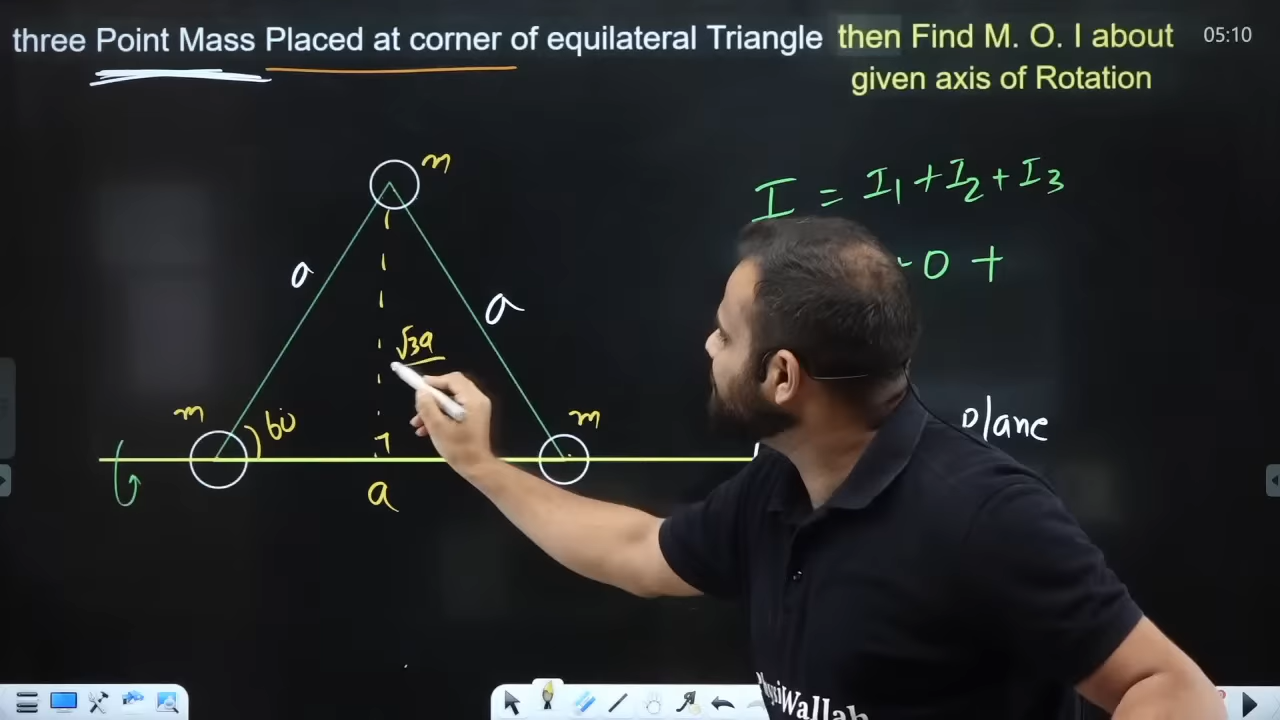 three Point Mass Placed at corner of equilateral Triangle then Find M. O. I about
given axis of Rotation
05:10
m
I = I₁ + I₂ + I₃
0 +
a
a
√3a
m
60
m
plane
a
Wallah